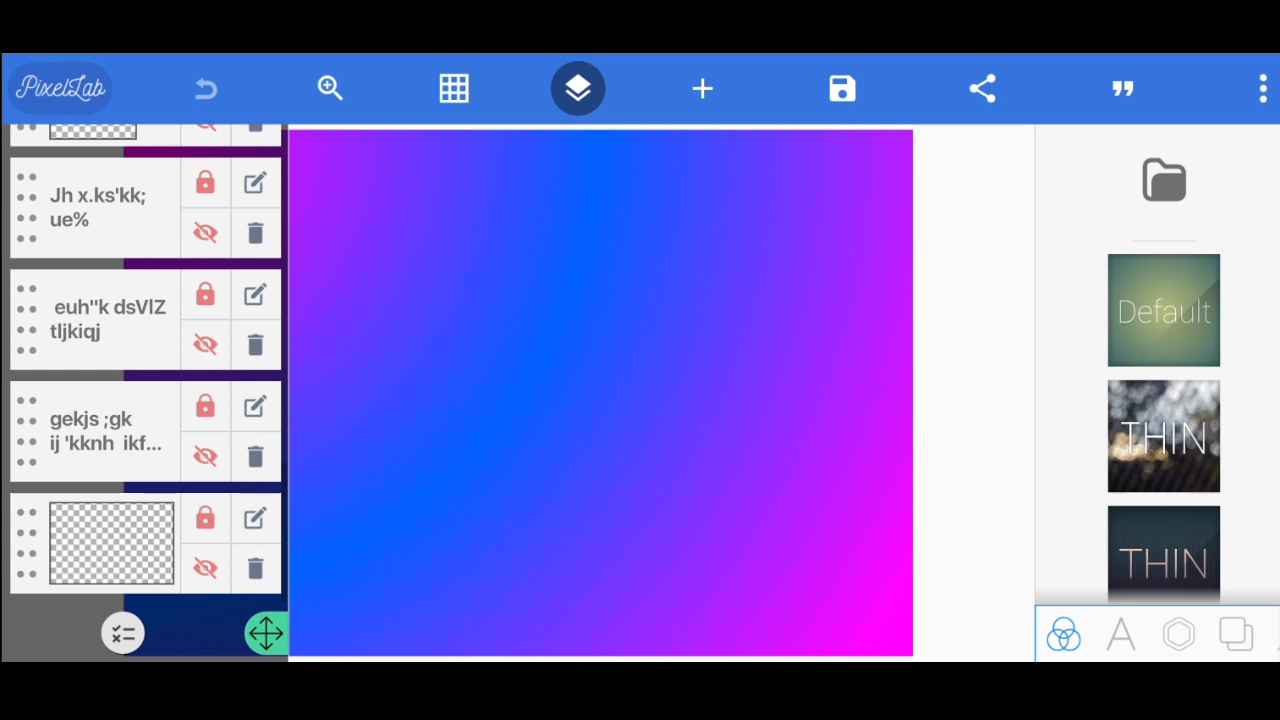 PixelLab
Jh x.ks'kk;
ue%
euh"k dsVlZ
tljkiqj
gekjs ;gk
ij 'kknh ikf...
Default
THIN
THIN